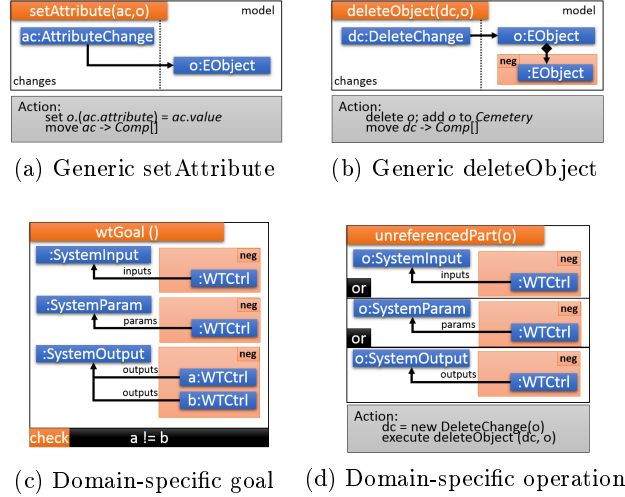 setAttribute(ac,o)
model
ac:AttributeChange
o:EObject
changes
Action:
set o.(ac.attribute) = ac.value
move ac -> Comp[]
(a) Generic setAttribute
deleteObject(dc,o)
model
dc:DeleteChange
o:EObject
neg
:EObject
changes
Action:
delete o; add o to Cemetery
move dc -> Comp[]
(b) Generic deleteObject
wtGoal ()
:SystemInput
neg
inputs
:WTCtrl
:SystemParam
neg
params
:WTCtrl
:SystemOutput
neg
outputs
a:WTCtrl
outputs
b:WTCtrl
check
a != b
(c) Domain-specific goal
unreferencedPart(o)
o:SystemInput
neg
inputs
:WTCtrl
or
o:SystemParam
neg
params
:WTCtrl
or
o:SystemOutput
neg
outputs
:WTCtrl
Action:
dc = new DeleteChange(o)
execute deleteObject (dc, o)
(d) Domain-specific operation